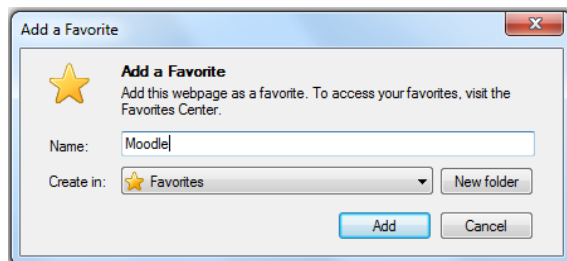 Add a Favorite
Add a Favorite
Add this webpage as a favorite. To access your favorites, visit the
Favorites Center.
Name: Moodle
Create in: Favorites New folder
Add Cancel